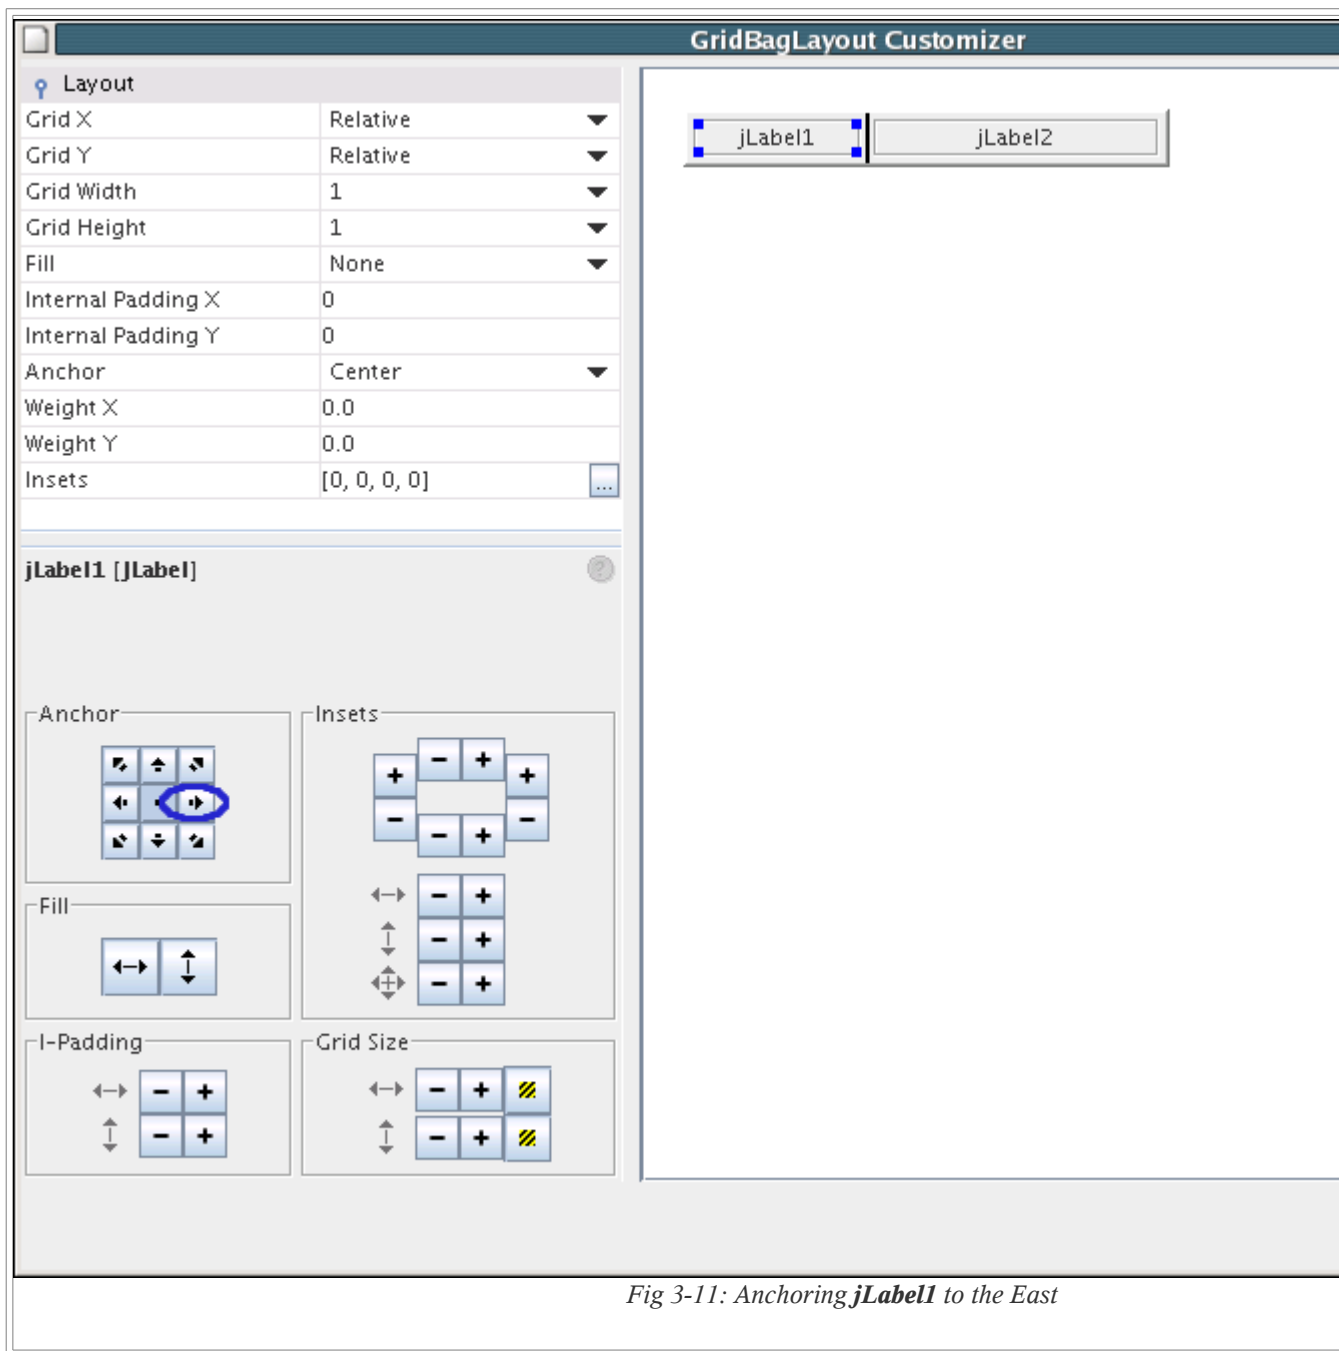 GridBagLayout Customizer
Layout
Grid X Relative
Grid Y Relative
Grid Width 1
Grid Height 1
Fill None
Internal Padding X 0
Internal Padding Y 0
Anchor Center
Weight X 0.0
Weight Y 0.0
Insets [0, 0, 0, 0] ...
jLabel1 jLabel2
jLabel1 [JLabel] ?
Anchor
Insets
- +
+ +
- -
- +
- +
- +
- +
Fill
I-Padding
- +
- +
Grid Size
- +
- +
Fig 3-11: Anchoring jLabel1 to the East